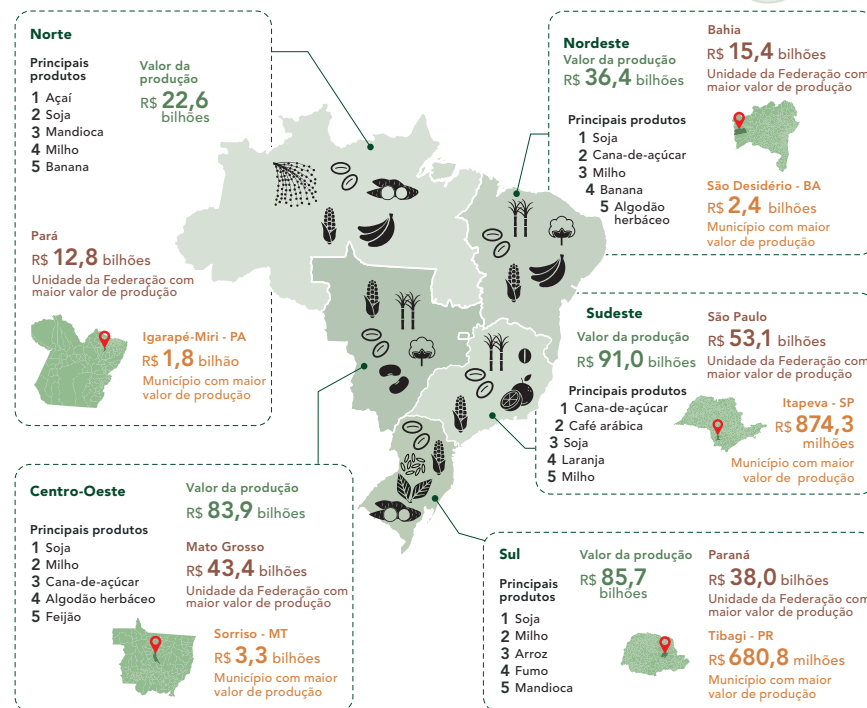 Norte
Principais
produtos
1 Açaí
2 Soja
3 Mandioca
4 Milho
5 Banana
Valor da
produção
R$ 22,6
bilhões
Pará
R$ 12,8 bilhões
Unidade da Federação com
maior valor de produção
Igarapé-Miri - PA
R$ 1,8 bilhão
Município com maior
valor de produção
Nordeste
Valor da produção
R$ 36,4 bilhões
Principais produtos
1 Soja
2 Cana-de-açúcar
3 Milho
4 Banana
5 Algodão
herbáceo
Bahia
R$ 15,4 bilhões
Unidade da Federação com
maior valor de produção
São Desidério - BA
R$ 2,4 bilhões
Município com maior
valor de produção
Sudeste
Valor da produção
R$ 91,0 bilhões
Principais produtos
1 Cana-de-açúcar
2 Café arábica
3 Soja
4 Laranja
5 Milho
São Paulo
R$ 53,1 bilhões
Unidade da Federação com
maior valor de produção
Itapeva - SP
R$ 874,3
milhões
Município com maior
valor de produção
Centro-Oeste
Principais produtos
1 Soja
2 Milho
3 Cana-de-açúcar
4 Algodão herbáceo
5 Feijão
Valor da produção
R$ 83,9 bilhões
Mato Grosso
R$ 43,4 bilhões
Unidade da Federação com
maior valor de produção
Sorriso - MT
R$ 3,3 bilhões
Município com maior
valor de produção
Sul
Principais
produtos
1 Soja
2 Milho
3 Arroz
4 Fumo
5 Mandioca
Valor da produção
R$ 85,7
bilhões
Paraná
R$ 38,0 bilhões
Unidade da Federação com
maior valor de produção
Tibagi - PR
R$ 680,8 milhões
Município com maior
valor de produção